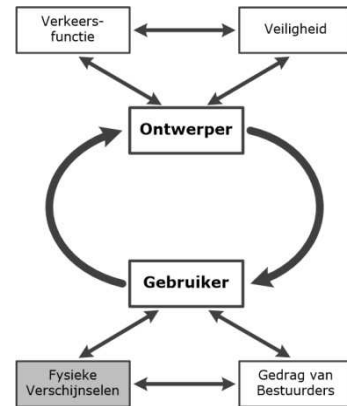 Verkeers-
functie
Veiligheid
Ontwerper
Gebruiker
Fysieke
Verschijnselen
Gedrag van
Bestuurders